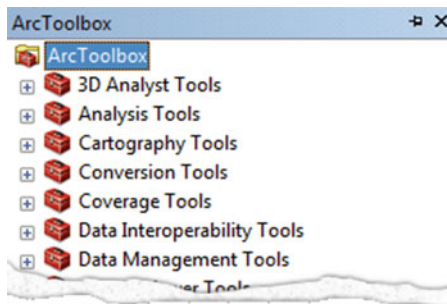 ArcToolbox
ArcToolbox
3D Analyst Tools
Analysis Tools
Cartography Tools
Conversion Tools
Coverage Tools
Data Interoperability Tools
Data Management Tools
Tools